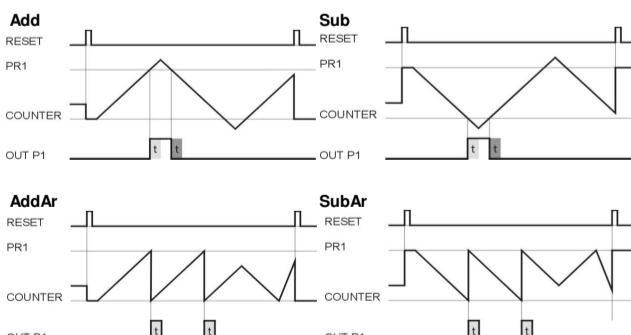 Add
RESET
PR1
COUNTER
OUT P1
t t
Sub
RESET
PR1
COUNTER
OUT P1
t t
AddAr
RESET
PR1
COUNTER
t t
SubAr
RESET
PR1
COUNTER
t t